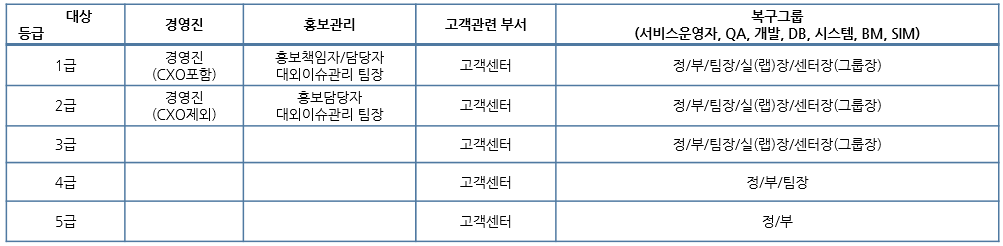 대상
등급
경영진
홍보관리
고객관련 부서
복구그룹
(서비스운영자, QA, 개발, DB, 시스템, BM, SIM)
1급
경영진
(CXO포함)
홍보책임자/담당자
대외이슈관리 팀장
고객센터
정/부/팀장/실(랩)장/센터장(그룹장)
2급
경영진
(CXO제외)
홍보담당자
대외이슈관리 팀장
고객센터
정/부/팀장/실(랩)장/센터장(그룹장)
3급
고객센터
정/부/팀장/실(랩)장/센터장(그룹장)
4급
고객센터
정/부/팀장
5급
고객센터
정/부